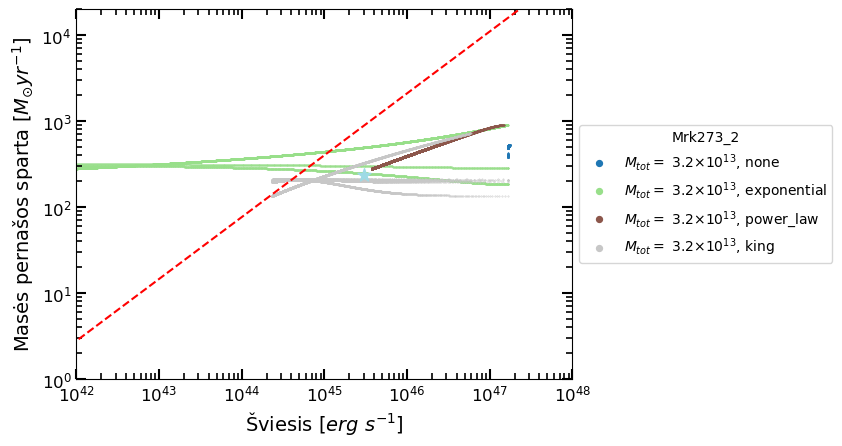 10⁴
10³
10²
10¹
10⁰
Masės pernašos sparta [M⊙yr⁻¹]
10⁴² 10⁴³ 10⁴⁴ 10⁴⁵ 10⁴⁶ 10⁴⁷ 10⁴⁸
Šviesis [erg s⁻¹]
Mrk273_2
M_tot = 3.2×10¹³, none
M_tot = 3.2×10¹³, exponential
M_tot = 3.2×10¹³, power_law
M_tot = 3.2×10¹³, king